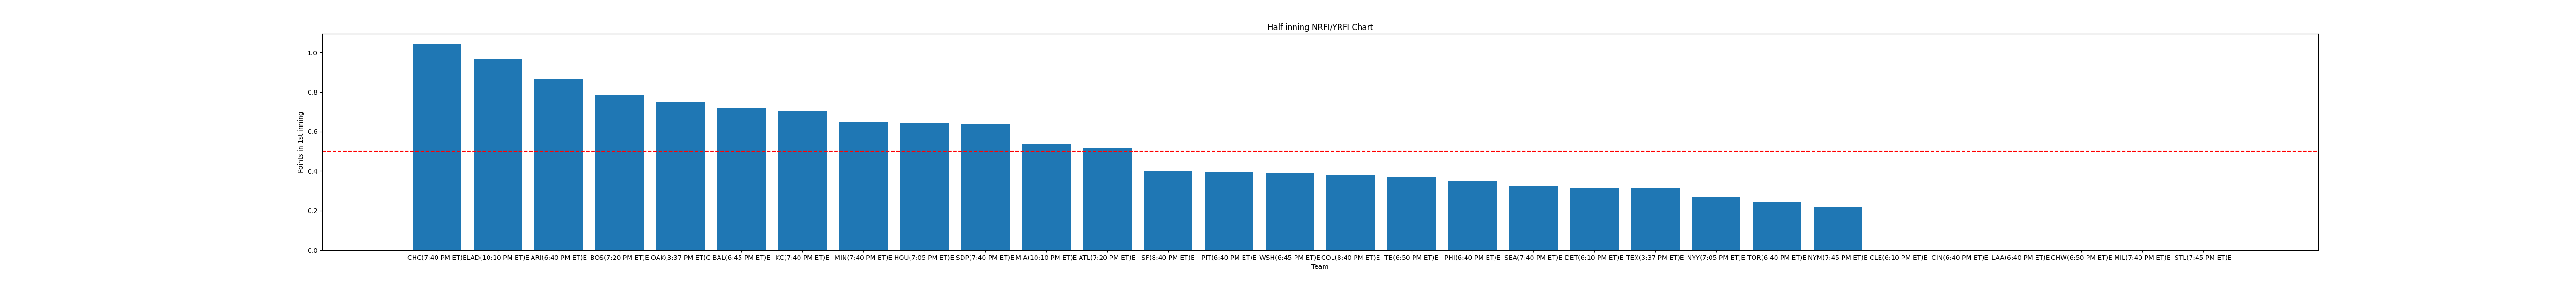 Half inning NRFI/YRFI Chart
1.0
0.8
0.6
0.4
0.2
0.0
Points in 1st inning
CHC(7:40 PM ET)E LAD(10:10 PM ET)E ARI(6:40 PM ET)E BOS(7:20 PM ET)E OAK(3:37 PM ET)C BAL(6:45 PM ET)E KC(7:40 PM ET)E MIN(7:40 PM ET)E HOU(7:05 PM ET)E SDP(7:40 PM ET)E MIA(10:10 PM ET)E ATL(7:20 PM ET)E SF(8:40 PM ET)E PIT(6:40 PM ET)E WSH(6:45 PM ET)E COL(8:40 PM ET)E TB(6:50 PM ET)E PHI(6:40 PM ET)E SEA(7:40 PM ET)E DET(6:10 PM ET)E TEX(3:37 PM ET)E NYY(7:05 PM ET)E TOR(6:40 PM ET)E NYM(7:45 PM ET)E CLE(6:10 PM ET)E CIN(6:40 PM ET)E LAA(6:40 PM ET)E CHW(6:50 PM ET)E MIL(7:40 PM ET)E STL(7:45 PM ET)E
Team